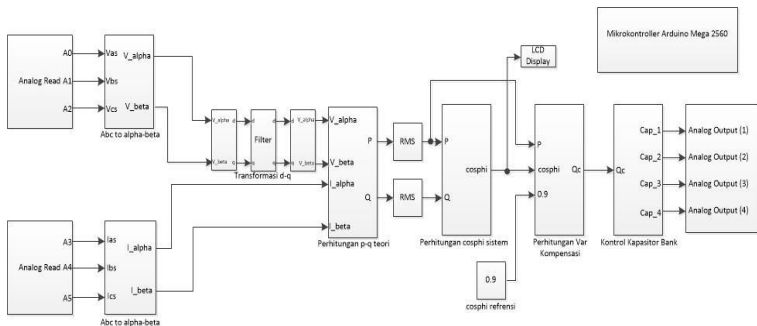 Mikrokontroller Arduino Mega 2560
LCD
Display
A0
Analog Read A1
A2
Vas
Vbs
Vcs
V_alpha
V_beta
Abc to alpha-beta
V_alpha
V_beta
d
q
d
q
Filter
d
q
d
q
V_alpha
V_beta
Transformasi d-q
V_alpha
V_beta
I_alpha
I_beta
P
Q
Perhitungan p-q teori
RMS
RMS
P
Q
cosphi
Perhitungan cosphi sistem
P
cosphi
0.9
Qc
Perhitungan Var
Kompensasi
Qc
Cap_1
Cap_2
Cap_3
Cap_4
Kontrol Kapasitor Bank
Analog Output (1)
Analog Output (2)
Analog Output (3)
Analog Output (4)
A3
Analog Read A4
A5
Ias
Ibs
Ics
I_alpha
I_beta
Abc to alpha-beta
0.9
cosphi refrensi